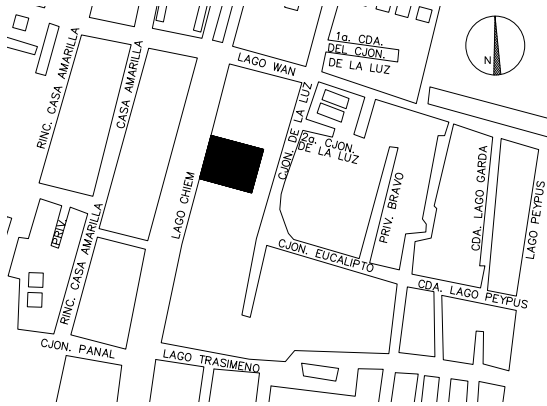 1a. CDA.
DEL CJON.
DE LA LUZ
LAGO WAN
N
RINC. CASA AMARILLA
CASA AMARILLA
CJON. DE LA LUZ
2a. CJON.
DE LA LUZ
LAGO CHIEM
PRIV. BRAVO
CDA. LAGO GARDA
LAGO PEYPUS
PRIV.
RINC. CASA AMARILLA
CJON. EUCALIPTO
CDA. LAGO PEYPUS
CJON. PANAL
LAGO TRASIMENO